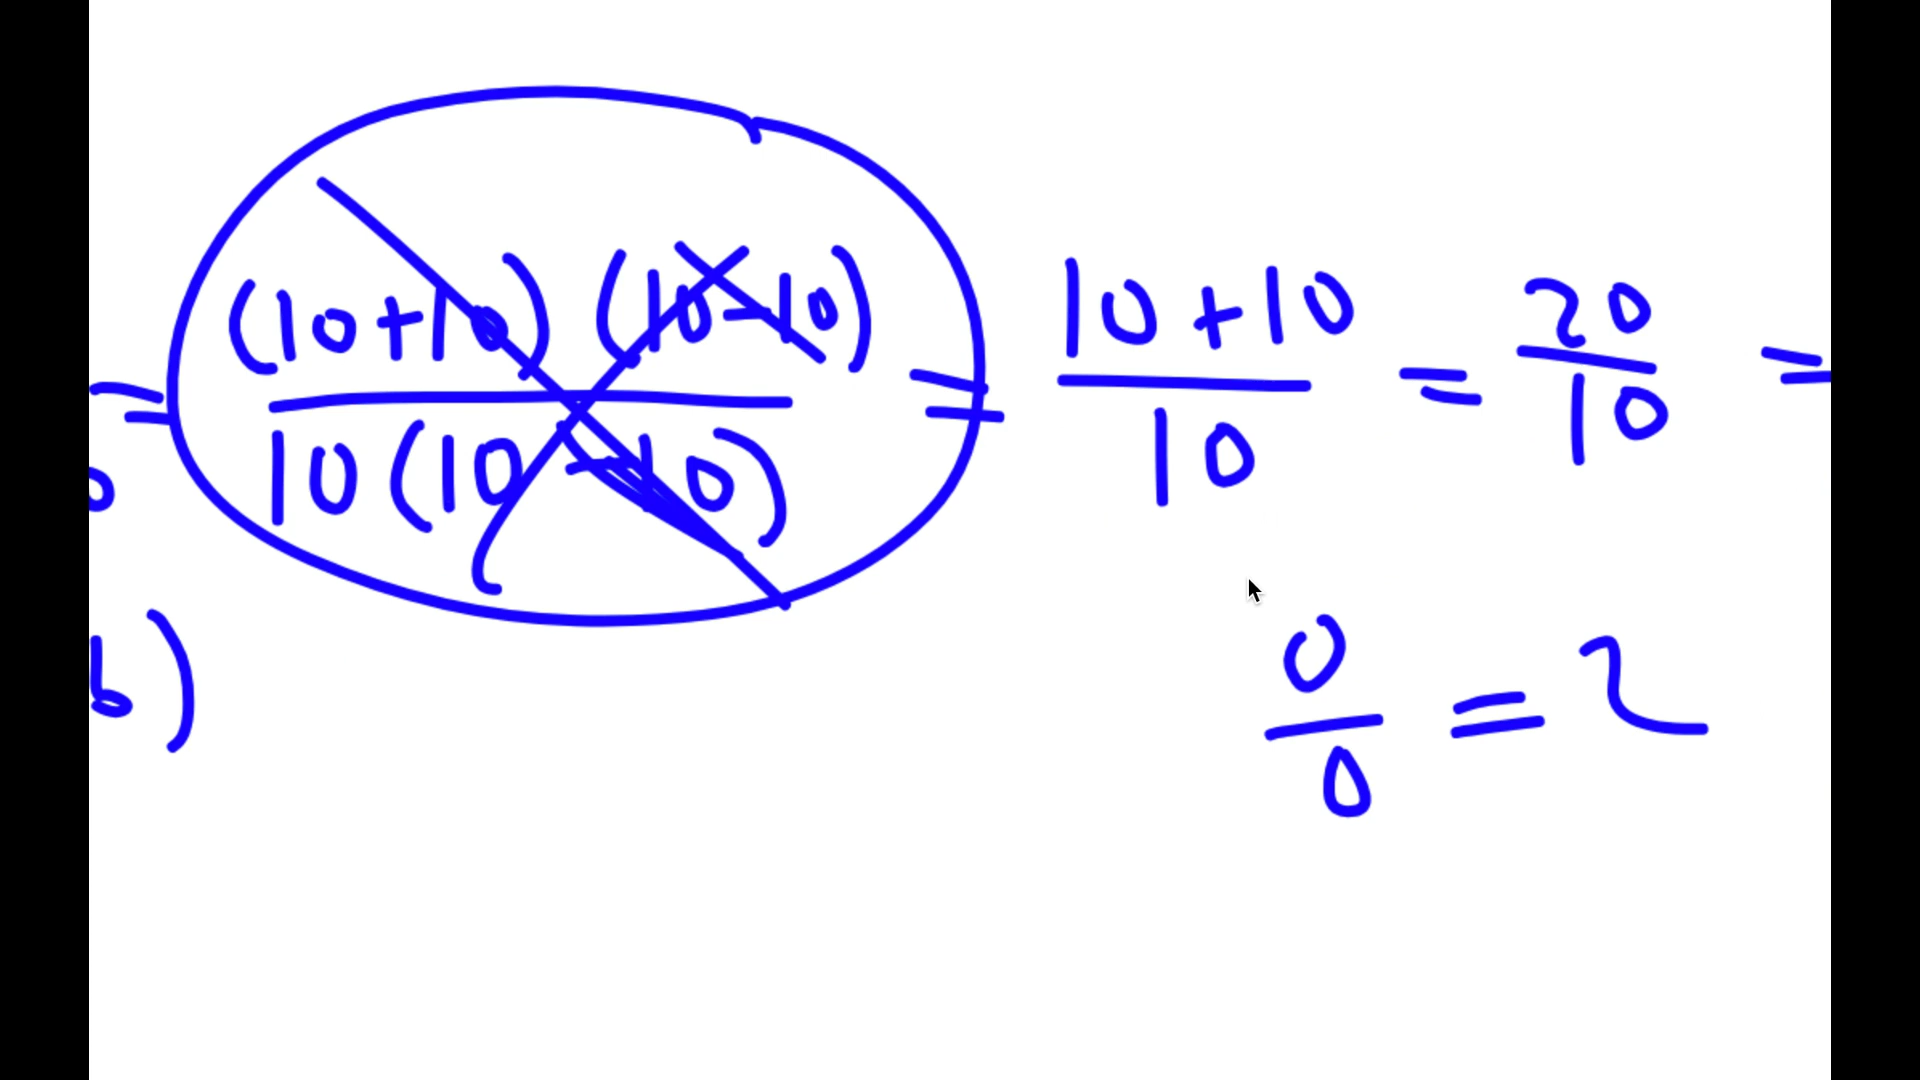 = (10+10) (10-10) / 10(10-10) = 10+10 / 10 = 20 / 10 =
b)
0 / 0 = 2